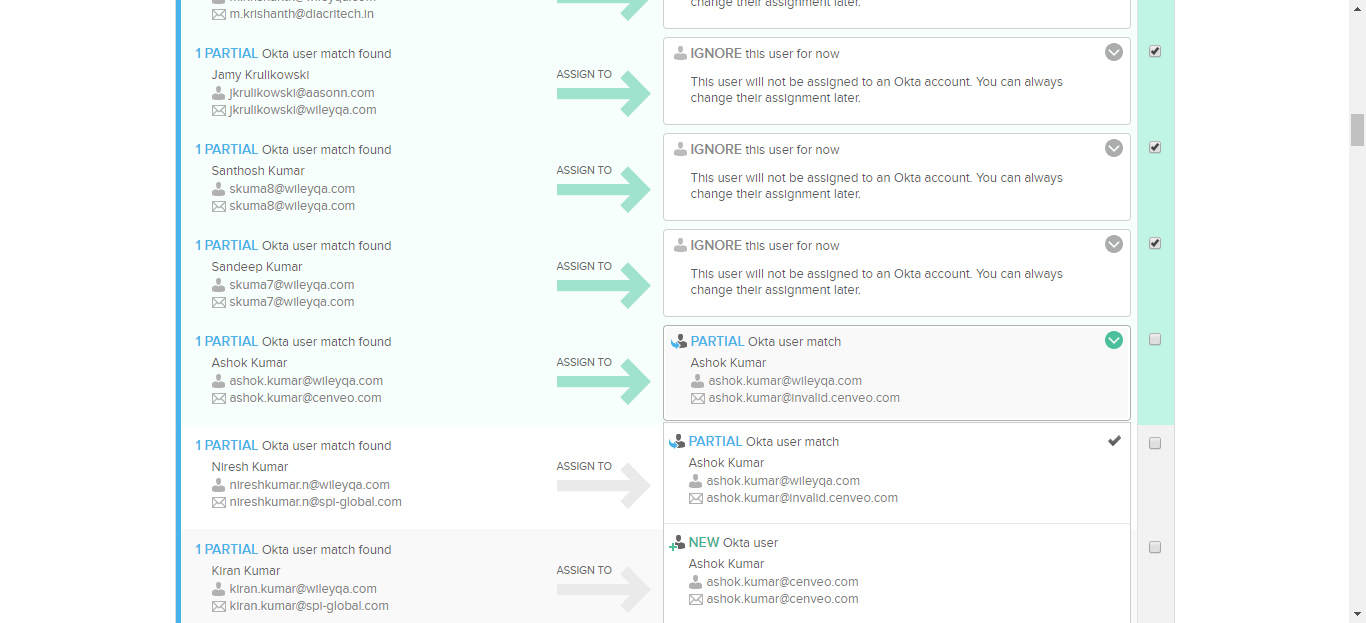 m.krishanth@diacritech.in
change their assignment later.
1 PARTIAL Okta user match found
Jamy Krulikowski
jkrulikowski@aasonn.com
jkrulikowski@wileyqa.com
ASSIGN TO
IGNORE this user for now
This user will not be assigned to an Okta account. You can always
change their assignment later.
1 PARTIAL Okta user match found
Santhosh Kumar
skuma8@wileyqa.com
skuma8@wileyqa.com
ASSIGN TO
IGNORE this user for now
This user will not be assigned to an Okta account. You can always
change their assignment later.
1 PARTIAL Okta user match found
Sandeep Kumar
skuma7@wileyqa.com
skuma7@wileyqa.com
ASSIGN TO
IGNORE this user for now
This user will not be assigned to an Okta account. You can always
change their assignment later.
1 PARTIAL Okta user match found
Ashok Kumar
ashok.kumar@wileyqa.com
ashok.kumar@cenveo.com
ASSIGN TO
PARTIAL Okta user match
Ashok Kumar
ashok.kumar@wileyqa.com
ashok.kumar@invalid.cenveo.com
1 PARTIAL Okta user match found
Niresh Kumar
nireshkumar.n@wileyqa.com
nireshkumar.n@spi-global.com
ASSIGN TO
PARTIAL Okta user match
Ashok Kumar
ashok.kumar@wileyqa.com
ashok.kumar@invalid.cenveo.com
1 PARTIAL Okta user match found
Kiran Kumar
kiran.kumar@wileyqa.com
kiran.kumar@spi-global.com
ASSIGN TO
NEW Okta user
Ashok Kumar
ashok.kumar@cenveo.com
ashok.kumar@cenveo.com